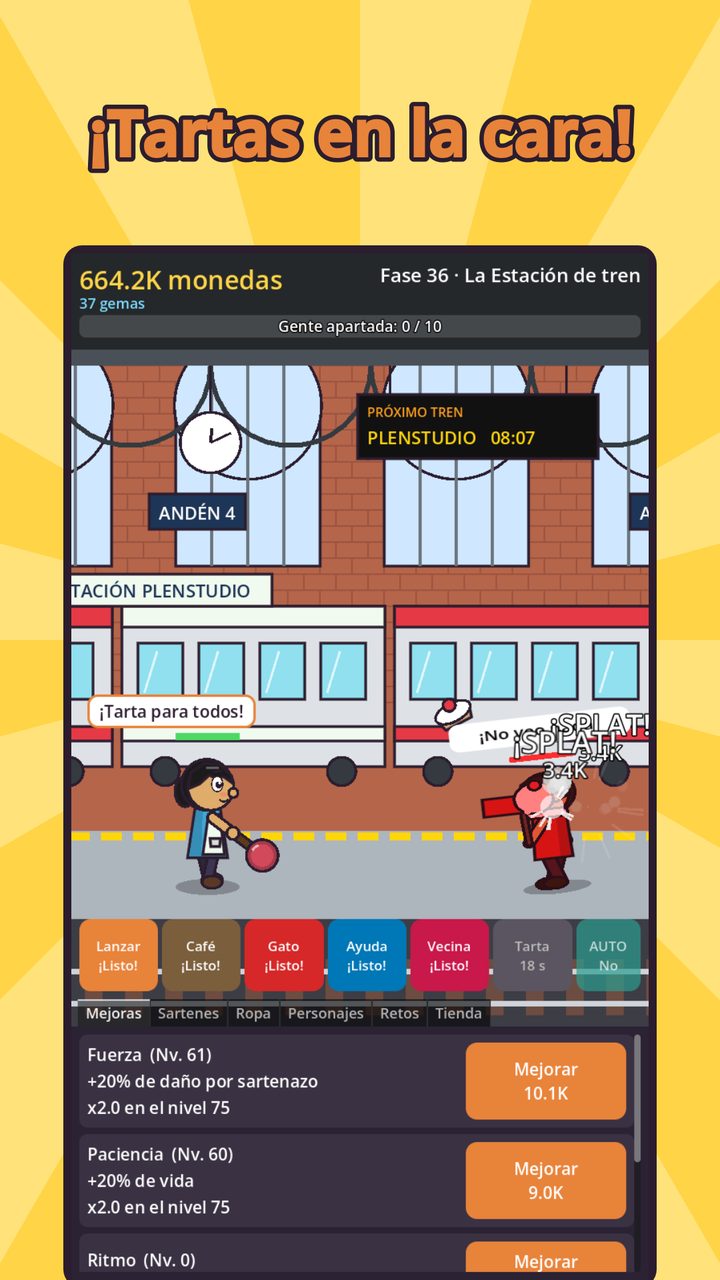 ¡Tartas en la cara!
664.2K monedas
Fase 36 · La Estación de tren
37 gemas
Gente apartada: 0 / 10
PRÓXIMO TREN
PLENSTUDIO 08:07
ANDÉN 4
A
TACIÓN PLENSTUDIO
¡Tarta para todos!
¡No
¡SPLAT!
¡SPLAT!
3.4K
3.4K
Lanzar
¡Listo!
Café
¡Listo!
Gato
¡Listo!
Ayuda
¡Listo!
Vecina
¡Listo!
Tarta
18 s
AUTO
No
Mejoras Sartenes Ropa Personajes Retos Tienda
Fuerza (Nv. 61)
+20% de daño por sartenazo
x2.0 en el nivel 75
Mejorar
10.1K
Paciencia (Nv. 60)
+20% de vida
x2.0 en el nivel 75
Mejorar
9.0K
Ritmo (Nv. 0)
Mejorar